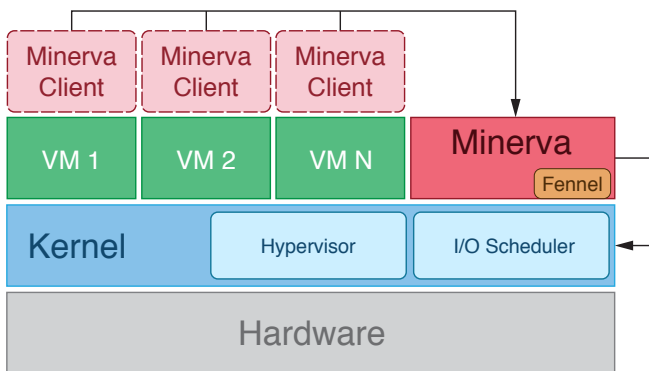 Minerva
Client
Minerva
Client
Minerva
Client
VM 1
VM 2
VM N
Minerva
Fennel
Kernel
Hypervisor
I/O Scheduler
Hardware